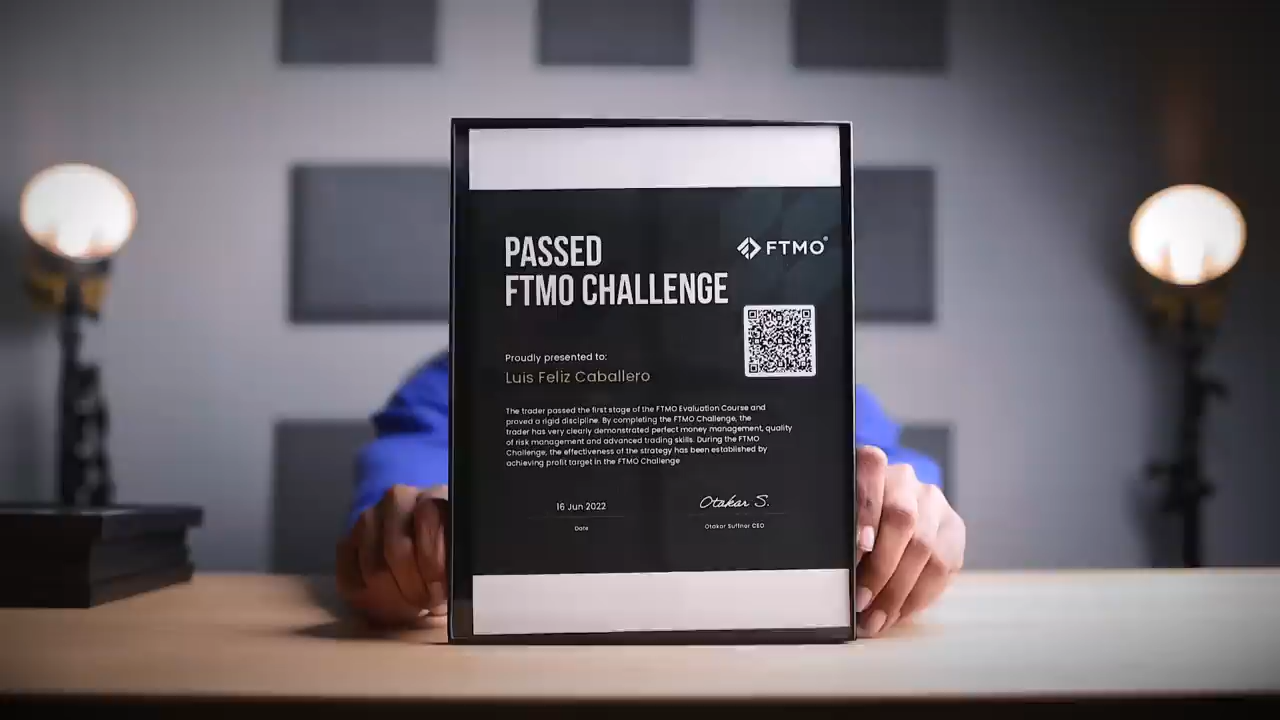 PASSED
FTMO CHALLENGE
FTMO®
Proudly presented to:
Luis Feliz Caballero
The trader passed the first stage of the FTMO Evaluation Course and
proved a rigid discipline. By completing the FTMO Challenge, the
trader has very clearly demonstrated perfect money management, quality
of risk management and advanced trading skills. During the FTMO
Challenge, the effectiveness of the strategy has been established by
achieving profit target in the FTMO Challenge
16 Jun 2022
Date
Otakar S.
Otakar Suffner CEO